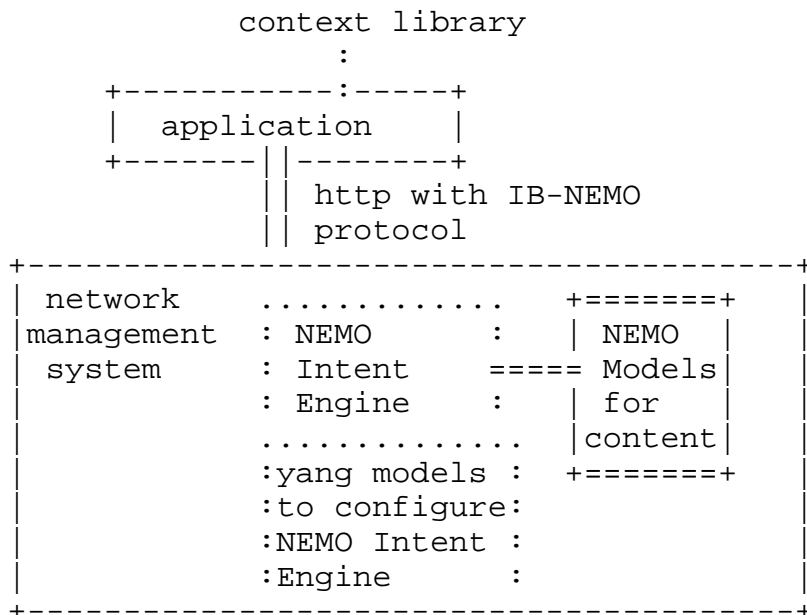 context library
:
+-----------:-----+
| application |
+-------||--------+
|| http with IB-NEMO
|| protocol
+----------------------------------------+
| network ............. +=======+ |
|management : NEMO : | NEMO | |
| system : Intent ===== Models| |
| : Engine : | for | |
| .............. |content| |
| :yang models : +=======+ |
| :to configure: |
| :NEMO Intent : |
| :Engine : |
+----------------------------------------+